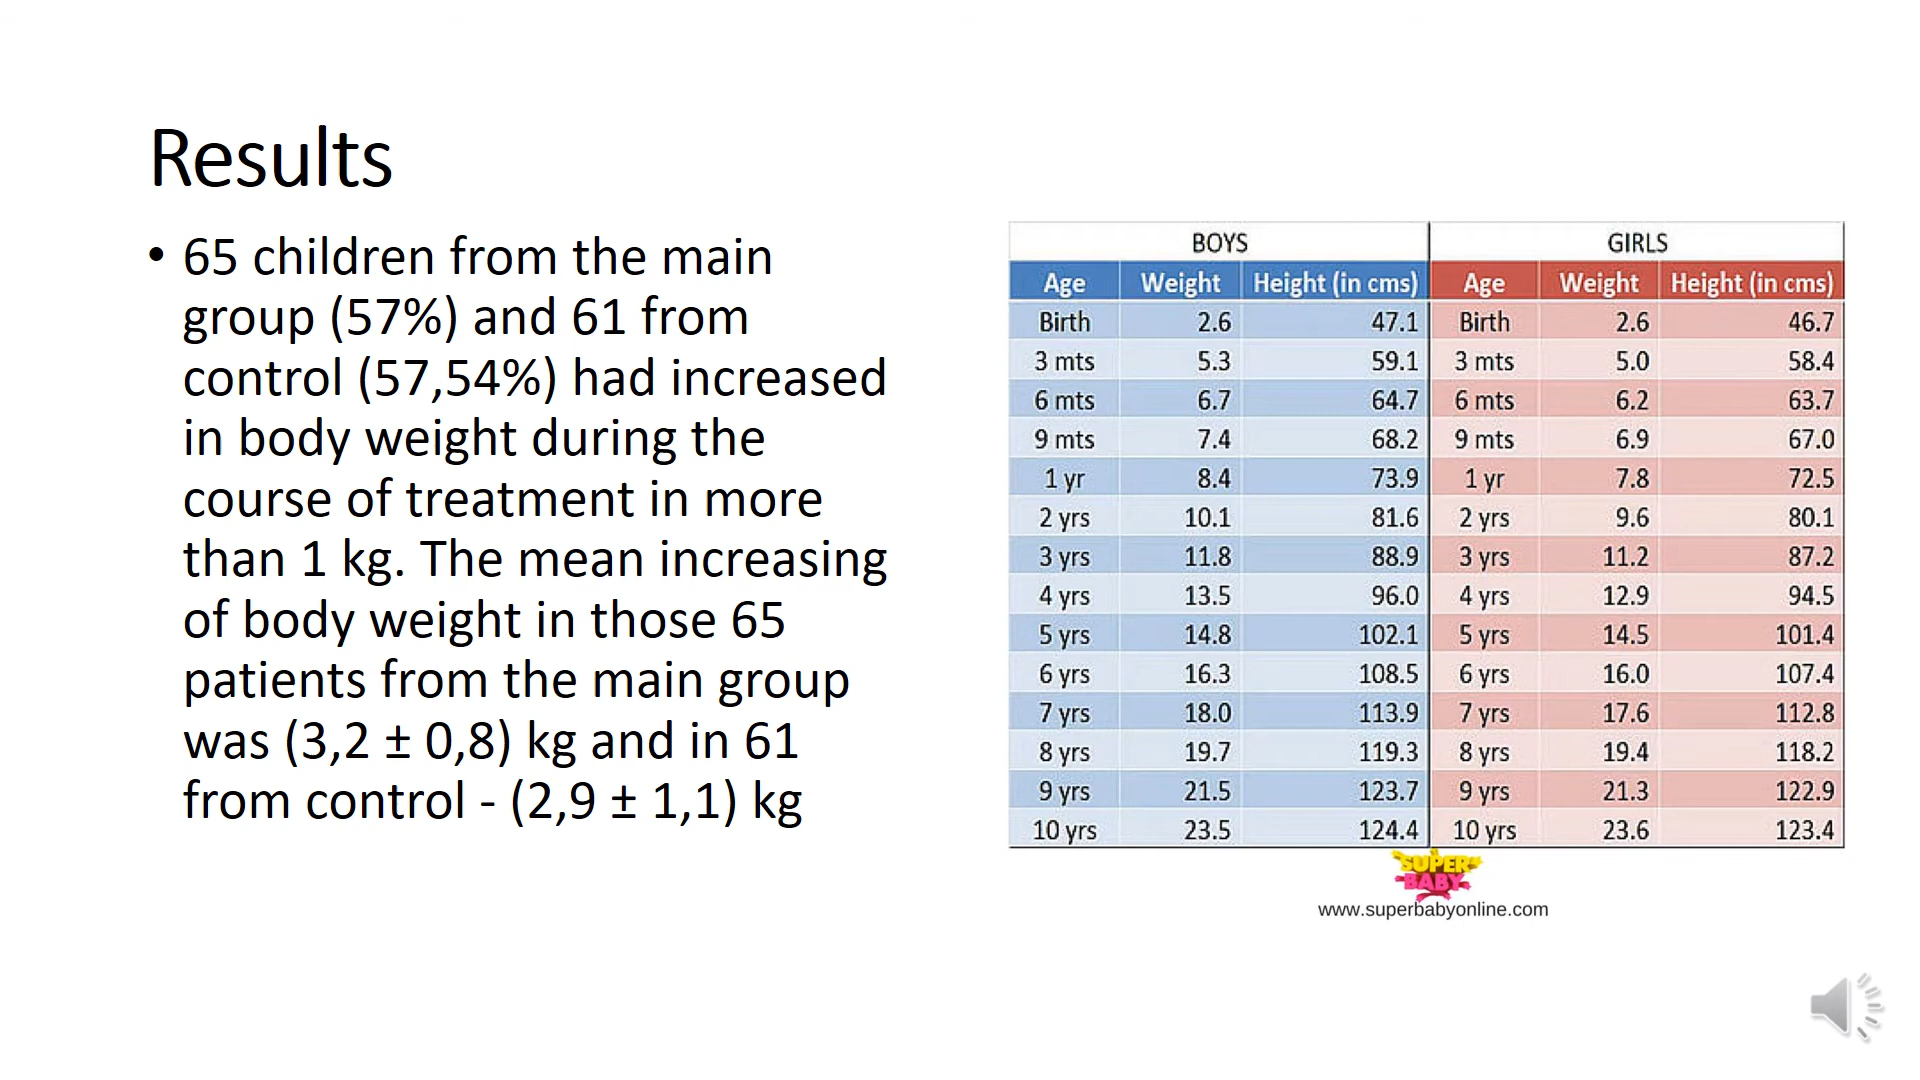 Results
• 65 children from the main
group (57%) and 61 from
control (57,54%) had increased
in body weight during the
course of treatment in more
than 1 kg. The mean increasing
of body weight in those 65
patients from the main group
was (3,2 ± 0,8) kg and in 61
from control - (2,9 ± 1,1) kg
BOYS GIRLS
Age Weight Height (in cms) Age Weight Height (in cms)
Birth 2.6 47.1 Birth 2.6 46.7
3 mts 5.3 59.1 3 mts 5.0 58.4
6 mts 6.7 64.7 6 mts 6.2 63.7
9 mts 7.4 68.2 9 mts 6.9 67.0
1 yr 8.4 73.9 1 yr 7.8 72.5
2 yrs 10.1 81.6 2 yrs 9.6 80.1
3 yrs 11.8 88.9 3 yrs 11.2 87.2
4 yrs 13.5 96.0 4 yrs 12.9 94.5
5 yrs 14.8 102.1 5 yrs 14.5 101.4
6 yrs 16.3 108.5 6 yrs 16.0 107.4
7 yrs 18.0 113.9 7 yrs 17.6 112.8
8 yrs 19.7 119.3 8 yrs 19.4 118.2
9 yrs 21.5 123.7 9 yrs 21.3 122.9
10 yrs 23.5 124.4 10 yrs 23.6 123.4
SUPER
BABY
www.superbabyonline.com